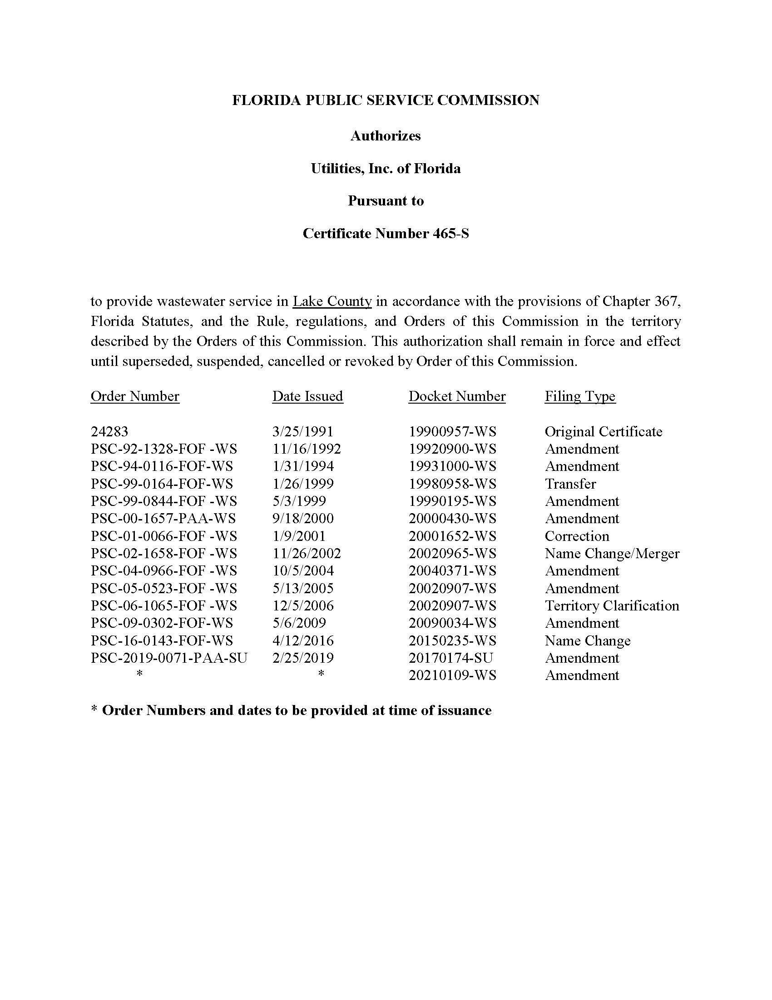 FLORIDA PUBLIC SERVICE COMMISSION
Authorizes
Utilities, Inc. of Florida
Pursuant to
Certificate Number 465-S
to provide wastewater service in Lake County in accordance with the provisions of Chapter 367,
Florida Statutes, and the Rule, regulations, and Orders of this Commission in the territory
described by the Orders of this Commission. This authorization shall remain in force and effect
until superseded, suspended, cancelled or revoked by Order of this Commission.
Order Number Date Issued Docket Number Filing Type
24283 3/25/1991 19900957-WS Original Certificate
PSC-92-1328-FOF -WS 11/16/1992 19920900-WS Amendment
PSC-94-0116-FOF-WS 1/31/1994 19931000-WS Amendment
PSC-99-0164-FOF-WS 1/26/1999 19980958-WS Transfer
PSC-99-0844-FOF -WS 5/3/1999 19990195-WS Amendment
PSC-00-1657-PAA-WS 9/18/2000 20000430-WS Amendment
PSC-01-0066-FOF -WS 1/9/2001 20001652-WS Correction
PSC-02-1658-FOF -WS 11/26/2002 20020965-WS Name Change/Merger
PSC-04-0966-FOF -WS 10/5/2004 20040371-WS Amendment
PSC-05-0523-FOF -WS 5/13/2005 20020907-WS Amendment
PSC-06-1065-FOF -WS 12/5/2006 20020907-WS Territory Clarification
PSC-09-0302-FOF-WS 5/6/2009 20090034-WS Amendment
PSC-16-0143-FOF-WS 4/12/2016 20150235-WS Name Change
PSC-2019-0071-PAA-SU 2/25/2019 20170174-SU Amendment
* * 20210109-WS Amendment
* Order Numbers and dates to be provided at time of issuance